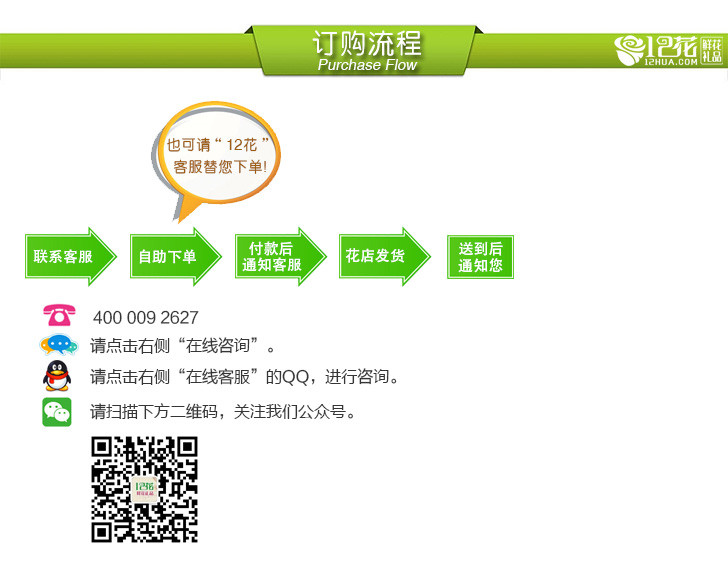 订购流程
Purchase Flow
12花
鲜花
礼品
12HUA.COM
也可请“12花”
客服替您下单!
联系客服
自助下单
付款后
通知客服
花店发货
送到后
通知您
400 009 2627
请点击右侧“在线咨询”。
请点击右侧“在线客服”的QQ，进行咨询。
请扫描下方二维码，关注我们公众号。
12花
鲜花礼品